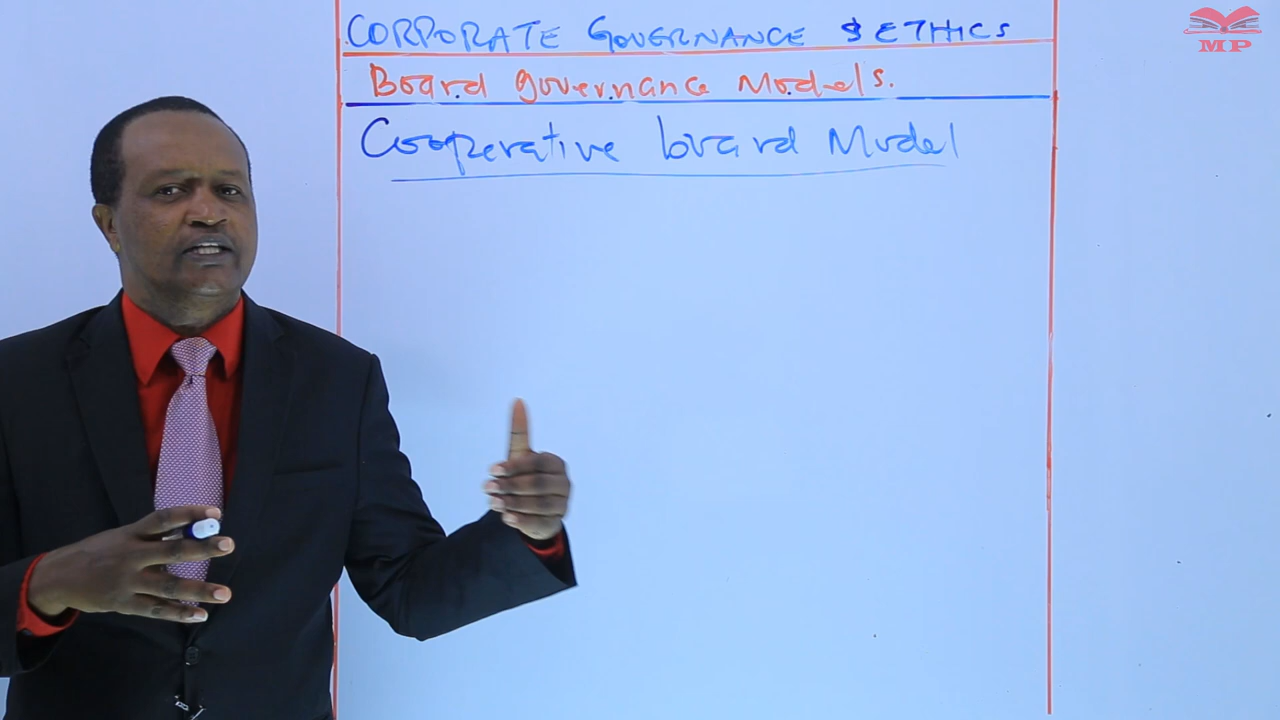 CORPORATE GOVERNANCE & ETHICS
Board governance Models.
Cooperative board Model
MP